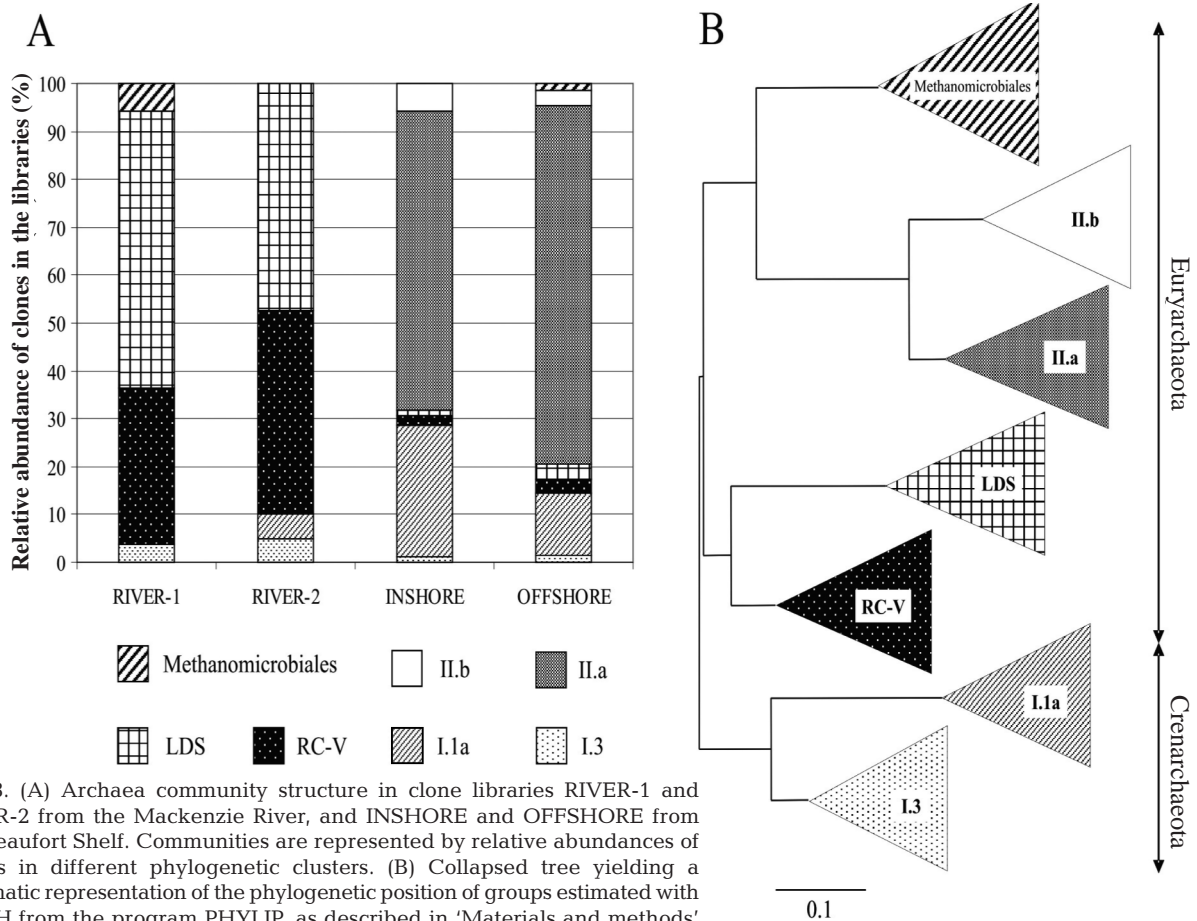 A
Relative abundance of clones in the libraries (%)
100
90
80
70
60
50
40
30
20
10
0
RIVER-1 RIVER-2 INSHORE OFFSHORE
Methanomicrobiales II.b II.a
LDS RC-V I.1a I.3
B
Methanomicrobiales
II.b
II.a
LDS
RC-V
I.1a
I.3
Euryarchaeota
Crenarchaeota
0.1
3. (A) Archaea community structure in clone libraries RIVER-1 and
R-2 from the Mackenzie River, and INSHORE and OFFSHORE from
eaufort Shelf. Communities are represented by relative abundances of
s in different phylogenetic clusters. (B) Collapsed tree yielding a
matic representation of the phylogenetic position of groups estimated with
H from the program PHYLIP, as described in ‘Materials and methods’